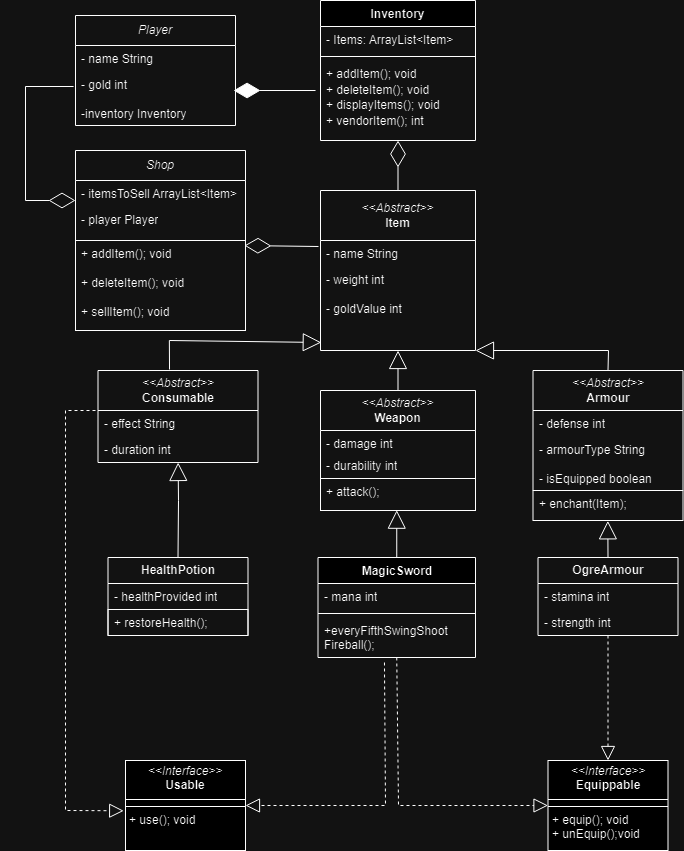 Player
- name String
- gold int
-inventory Inventory
Inventory
- Items: ArrayList<Item>
+ addItem(); void
+ deleteItem(); void
+ displayItems(); void
+ vendorItem(); int
Shop
- itemsToSell ArrayList<Item>
- player Player
+ addItem(); void
+ deleteItem(); void
+ sellItem(); void
<<Abstract>>
Item
- name String
- weight int
- goldValue int
<<Abstract>>
Consumable
- effect String
- duration int
<<Abstract>>
Weapon
- damage int
- durability int
+ attack();
<<Abstract>>
Armour
- defense int
- armourType String
- isEquipped boolean
+ enchant(Item);
HealthPotion
- healthProvided int
+ restoreHealth();
MagicSword
- mana int
+everyFifthSwingShoot
Fireball();
OgreArmour
- stamina int
- strength int
<<Interface>>
Usable
+ use(); void
<<Interface>>
Equippable
+ equip(); void
+ unEquip();void